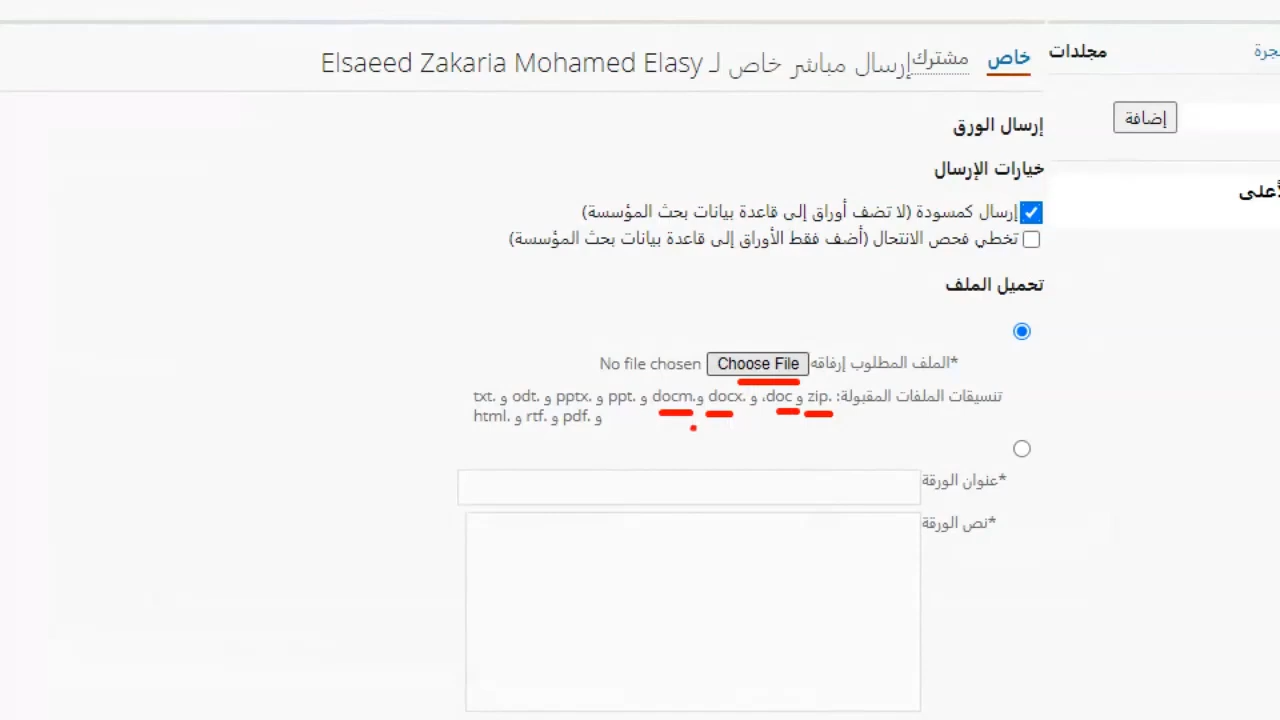 مجلدات
إضافة
خاص
مشترك
إرسال مباشر خاص لـ Elsaeed Zakaria Mohamed Elasy
إرسال الورق
خيارات الإرسال
إرسال كمسودة (لا تضف أوراق إلى قاعدة بيانات بحث المؤسسة)
تخطي فحص الانتحال (أضف فقط الأوراق إلى قاعدة بيانات بحث المؤسسة)
تحميل الملف
*الملف المطلوب إرفاقه Choose File No file chosen
تنسيقات الملفات المقبولة: .zip و doc.، و .docx و .docm و .ppt و .pptx و .odt و .txt
و .pdf و .rtf و .html
*عنوان الورقة
*نص الورقة